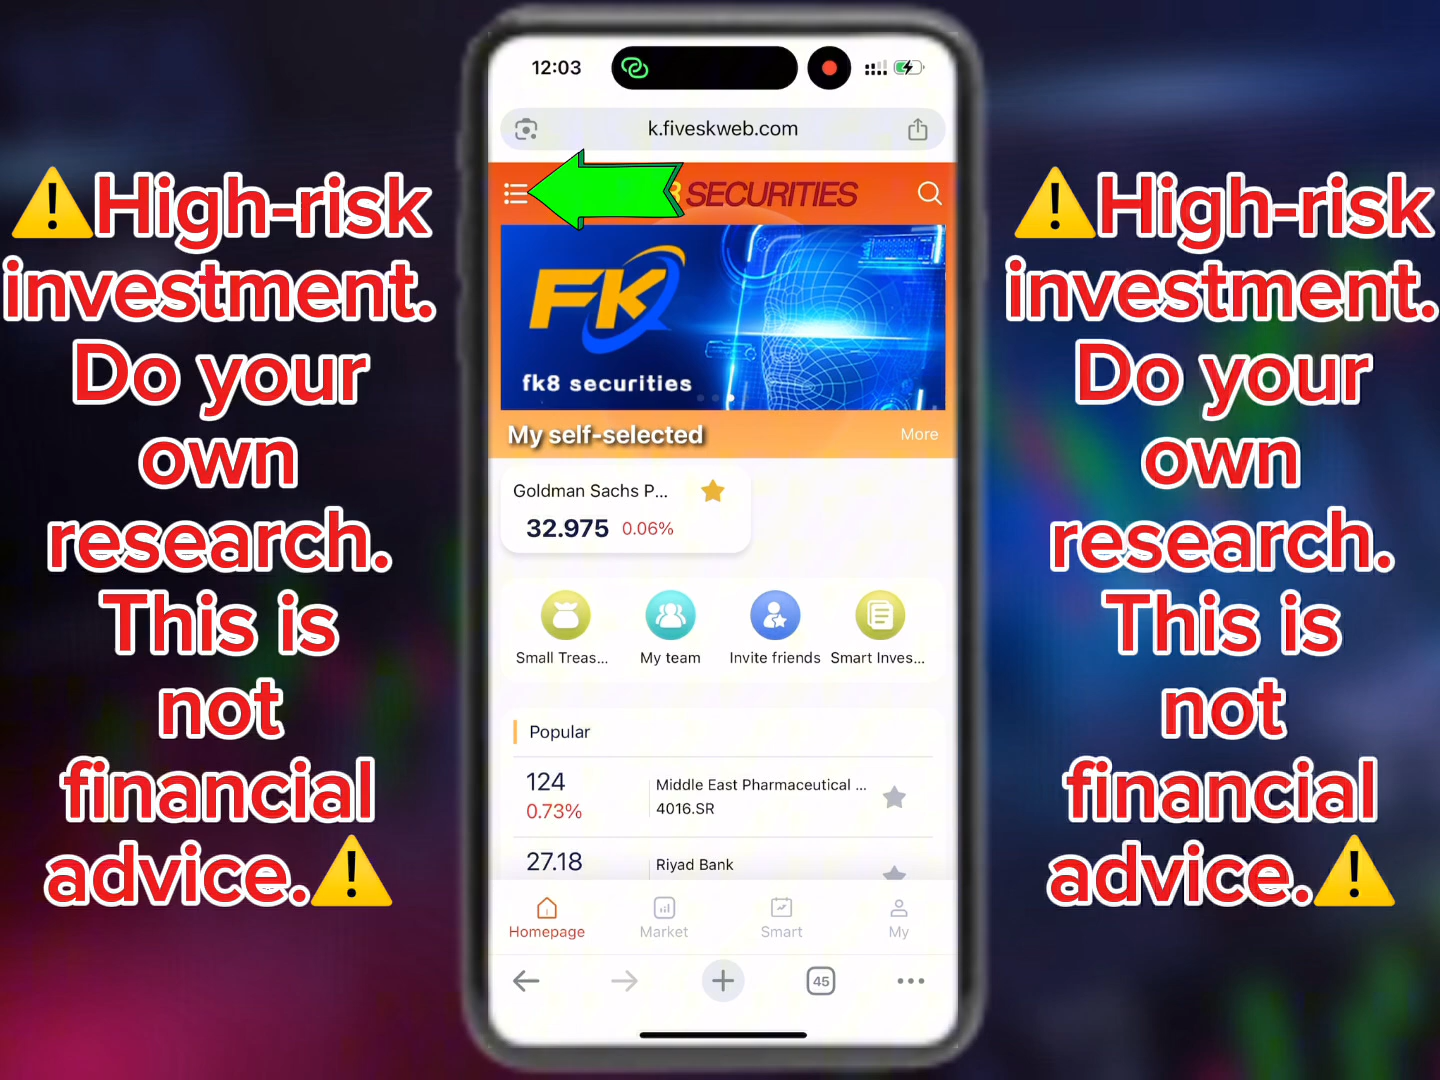 ⚠️High-risk
investment.
Do your
own
research.
This is
not
financial
advice.⚠️
12:03
k.fiveskweb.com
8 SECURITIES
FK
fk8 securities
My self-selected
More
Goldman Sachs P...
32.975 0.06%
Small Treas... My team Invite friends Smart Inves...
Popular
124
Middle East Pharmaceutical ...
0.73%
4016.SR
27.18
Riyad Bank
Homepage Market Smart My
45
⚠️High-risk
investment.
Do your
own
research.
This is
not
financial
advice.⚠️